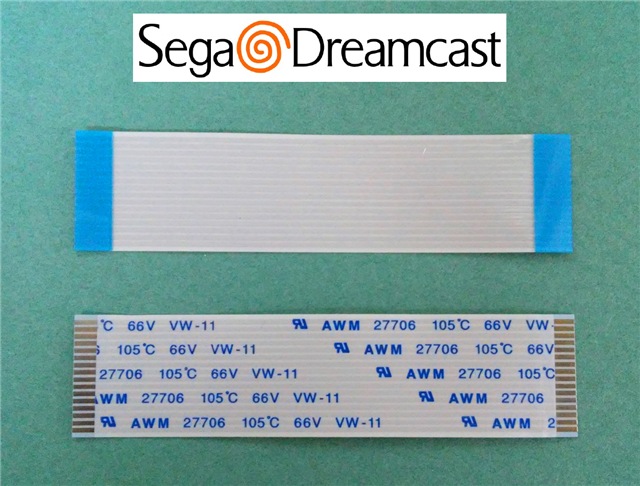 Sega Dreamcast
°C 66V VW-11 AWM 27706 105°C 66V VW-
105°C 66V VW-11 AWM 27706 105°C 66V
27706 105°C 66V VW-11 AWM 27706 105°C
AWM 27706 105°C 66V VW-11 AWM 27706
AWM 27706 105°C 66V VW-11 AWM 2